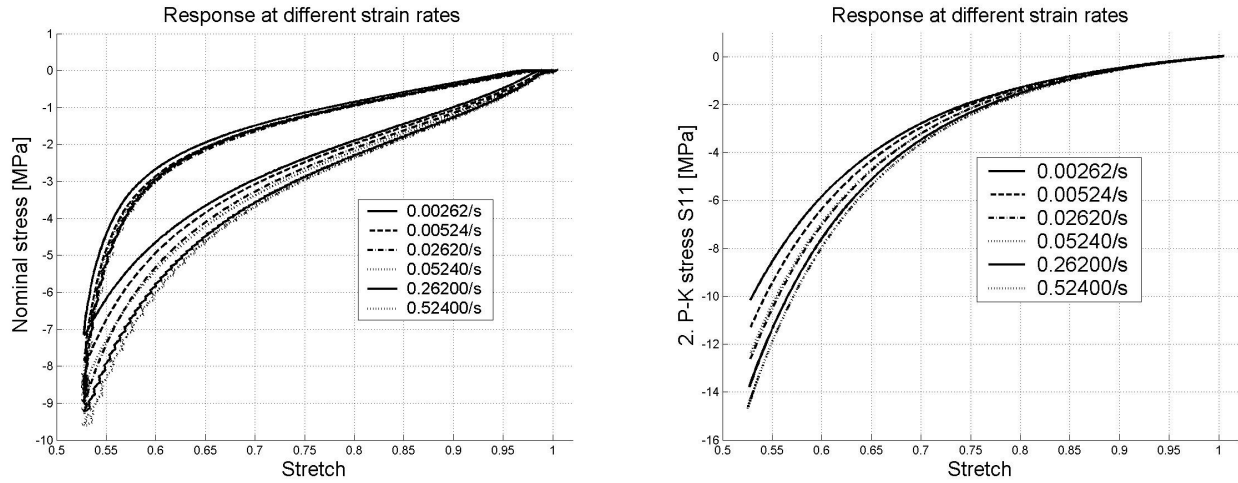 Response at different strain rates
1
0
-1
-2
-3
-4
-5
-6
-7
-8
-9
-10
0.5
0.55
0.6
0.65
0.7
0.75
0.8
0.85
0.9
0.95
1
Nominal stress [MPa]
Stretch
0.00262/s
0.00524/s
0.02620/s
0.05240/s
0.26200/s
0.52400/s
Response at different strain rates
0
-2
-4
-6
-8
-10
-12
-14
-16
0.5
0.55
0.6
0.65
0.7
0.75
0.8
0.85
0.9
0.95
1
2. P-K stress S11 [MPa]
Stretch
0.00262/s
0.00524/s
0.02620/s
0.05240/s
0.26200/s
0.52400/s